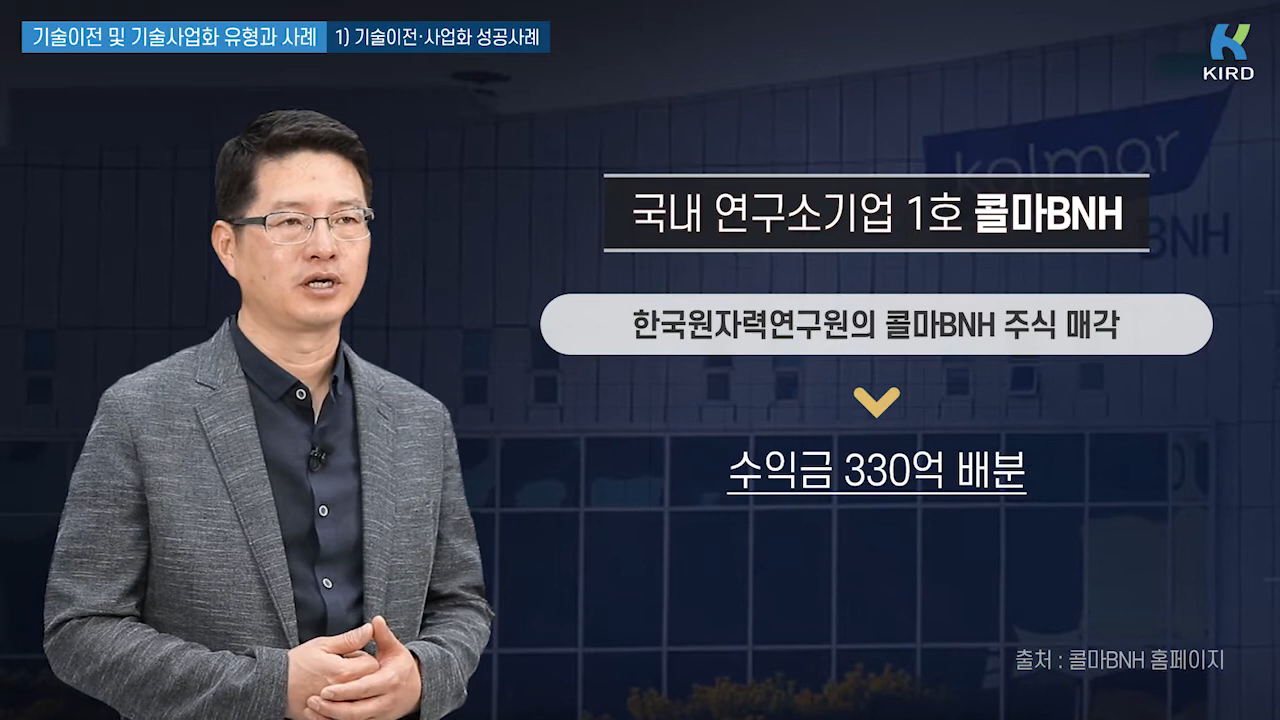 기술이전 및 기술사업화 유형과 사례 1) 기술이전·사업화 성공사례
KIRD
kolmar
BNH
국내 연구소기업 1호 콜마BNH
한국원자력연구원의 콜마BNH 주식 매각
수익금 330억 배분
출처 : 콜마BNH 홈페이지